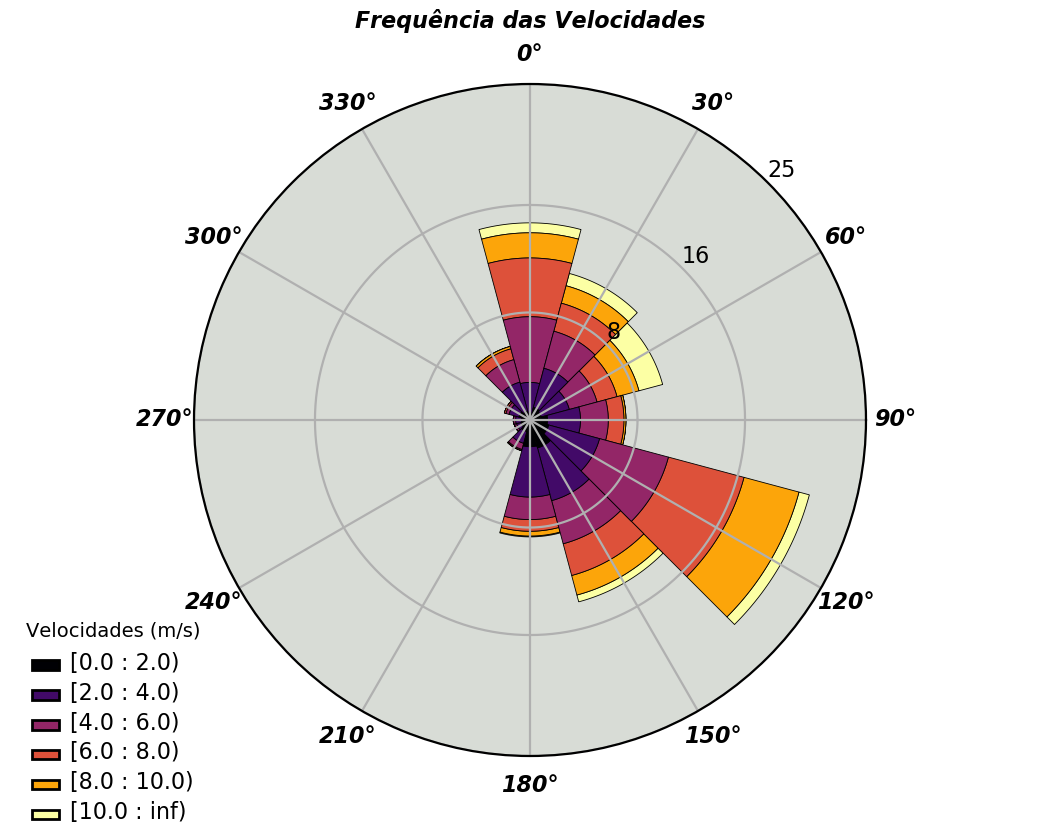 Frequência das Velocidades
0°
330°
30°
25
300°
60°
16
8
270°
90°
240°
120°
210°
150°
180°
Velocidades (m/s)
[0.0 : 2.0)
[2.0 : 4.0)
[4.0 : 6.0)
[6.0 : 8.0)
[8.0 : 10.0)
[10.0 : inf)